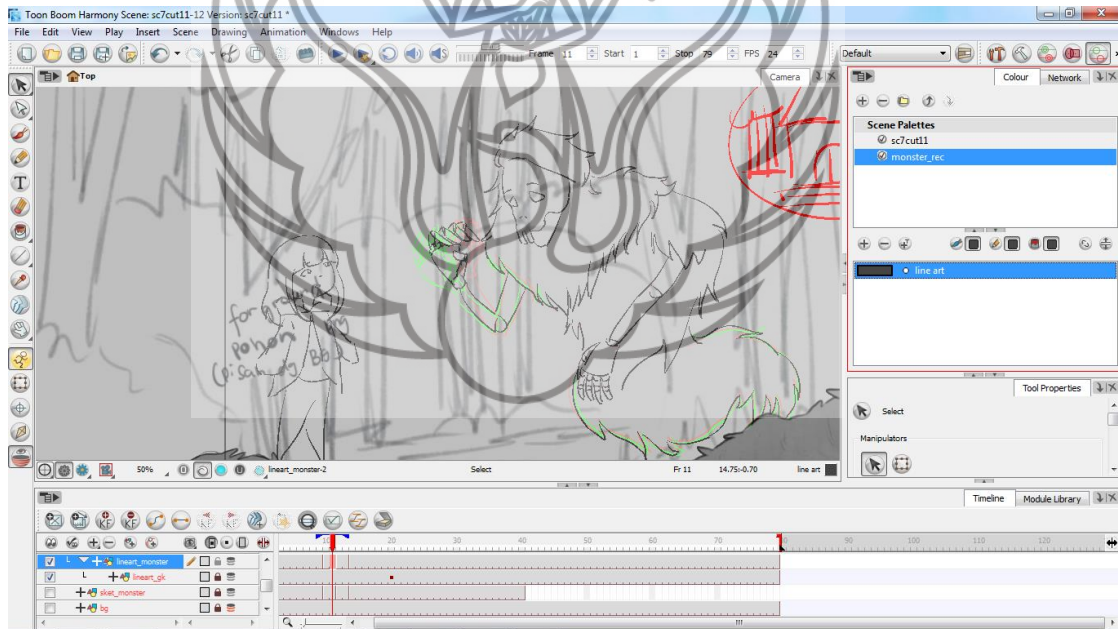 Toon Boom Harmony Scene: sc7cut11-12 Version: sc7cut11 *
File Edit View Play Insert Scene Drawing Animation Windows Help
Frame 11 Start 1 Stop 79 FPS 24 Default
Top
Camera
Colour Network
Scene Palettes
sc7cut11
monster_rec
line art
for
pohon
Tool Properties
Select
Manipulators
50% lineart_monster-2 Select Fr 11 14.75:-0.70 line art
Timeline Module Library
10 20 30 40 50 60 70 90 100 110 120
lineart_monster
lineart_gk
sket_monster
bg